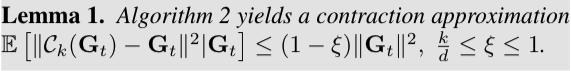 Lemma 1. Algorithm 2 yields a contraction approximation
𝔼 [‖𝒞ₖ(𝐆ₜ) − 𝐆ₜ‖²|𝐆ₜ] ≤ (1 − ξ)‖𝐆ₜ‖², k/d ≤ ξ ≤ 1.